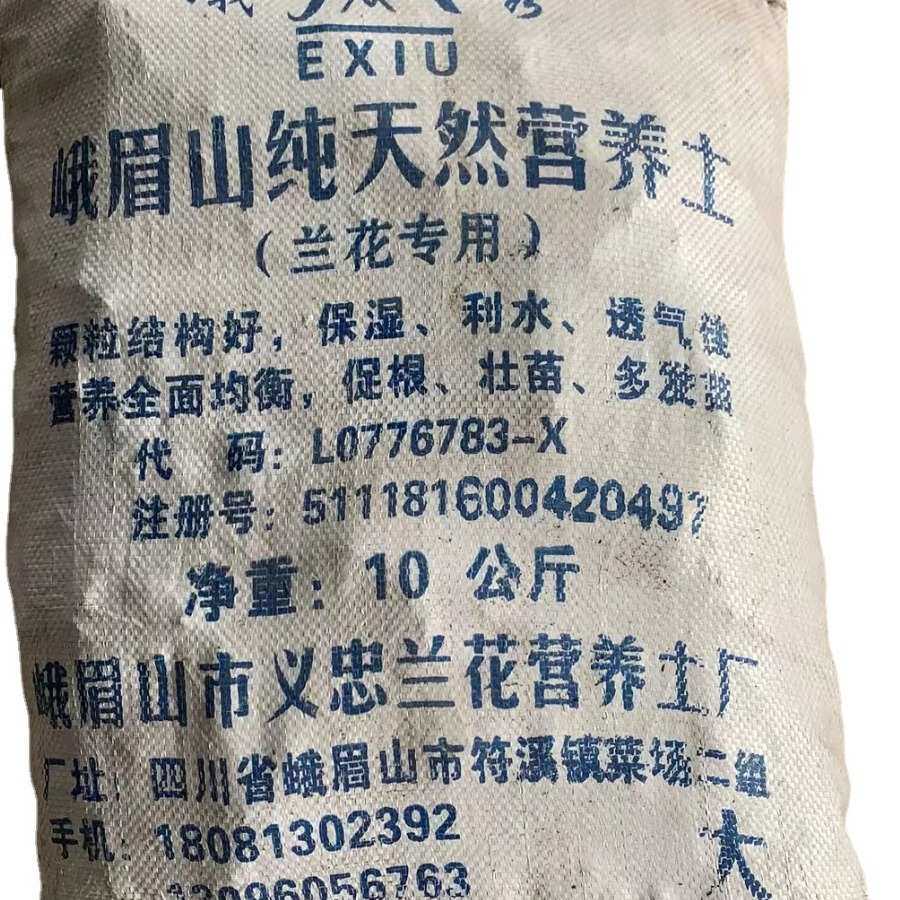 EXIU
峨眉山纯天然营养土
（兰花专用）
颗粒结构好，保湿、利水、透气强
营养全面均衡，促根、壮苗、多发
代 码：L0776783-X
注册号：511181600420497
净重：10 公斤
峨眉山市义忠兰花营养土厂
厂址：四川省峨眉山市符溪镇菜场二组
手机：18081302392
13096056763
大